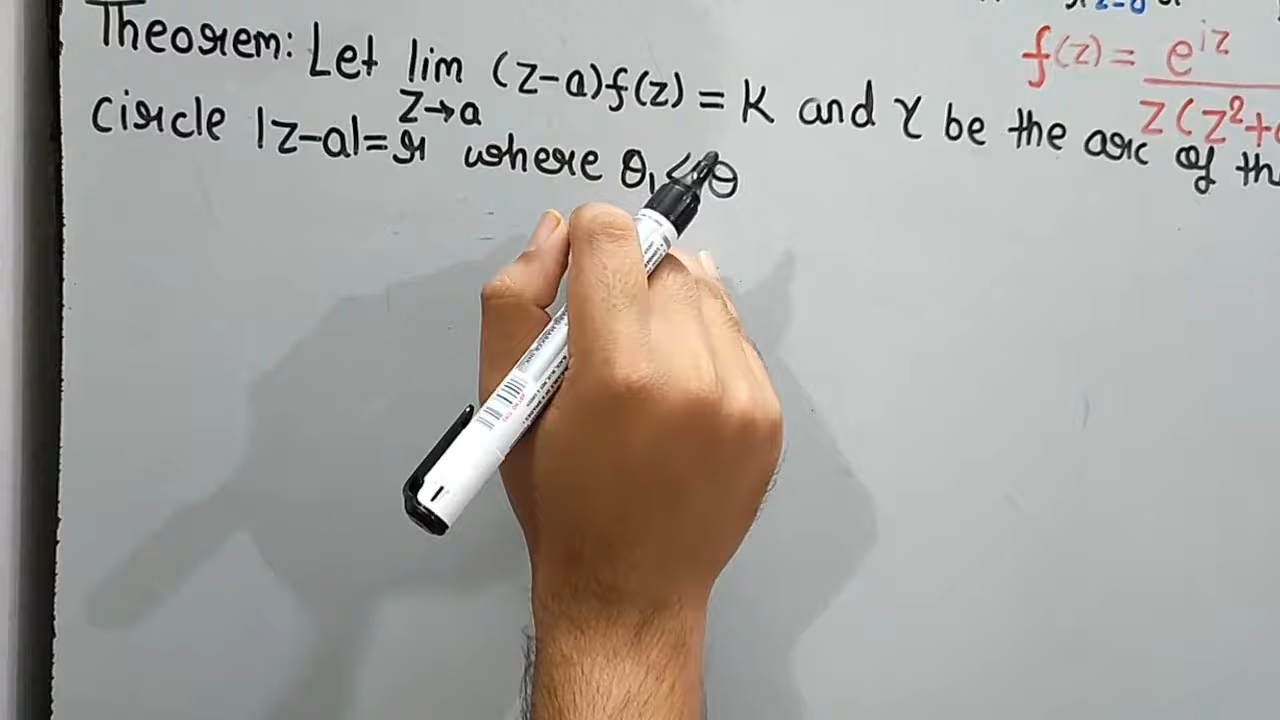 f(z) = e^{iz} / z(z²+
Theorem: Let lim z→a (z-a)f(z) = K and γ be the arc of th
circle |z-a|=r where θ₁ < θ